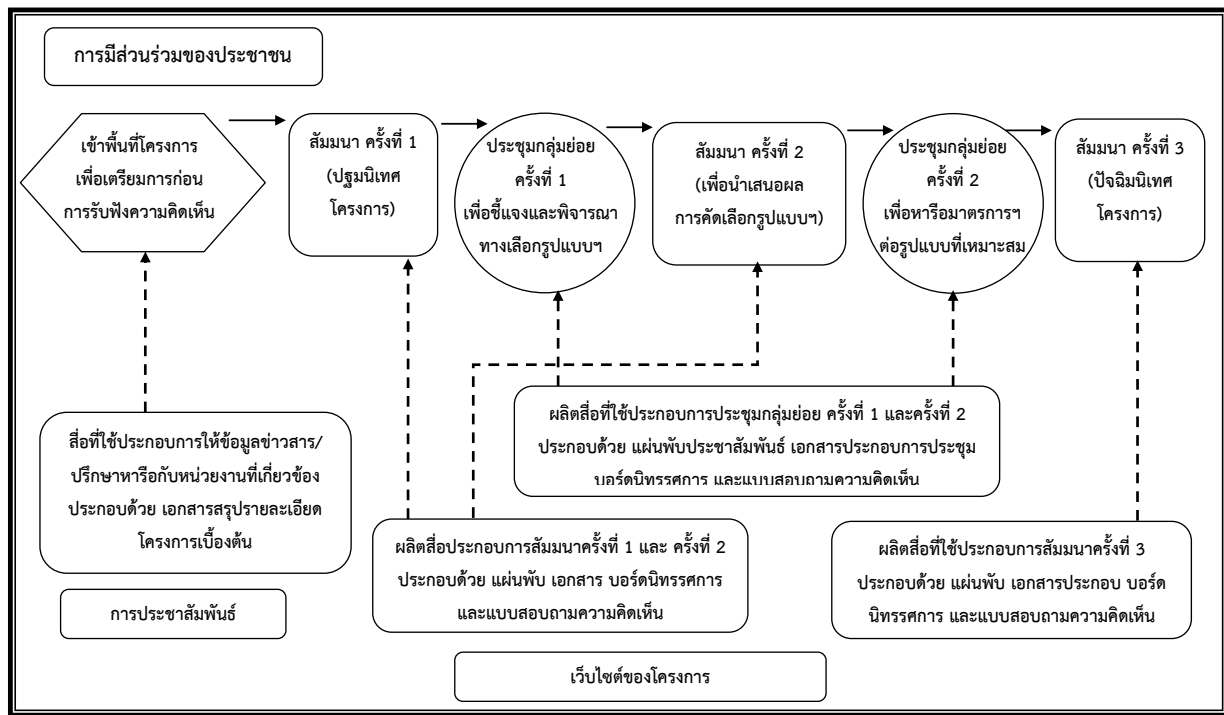 การมีส่วนร่วมของประชาชน
เข้าพื้นที่โครงการ
เพื่อเตรียมการก่อน
การรับฟังความคิดเห็น
สัมมนา ครั้งที่ 1
(ปฐมนิเทศ
โครงการ)
ประชุมกลุ่มย่อย
ครั้งที่ 1
เพื่อชี้แจงและพิจารณา
ทางเลือกรูปแบบฯ
สัมมนา ครั้งที่ 2
(เพื่อนำเสนอผล
การคัดเลือกรูปแบบฯ)
ประชุมกลุ่มย่อย
ครั้งที่ 2
เพื่อหารือมาตรการฯ
ต่อรูปแบบที่เหมาะสม
สัมมนา ครั้งที่ 3
(ปัจฉิมนิเทศ
โครงการ)
สื่อที่ใช้ประกอบการให้ข้อมูลข่าวสาร/
ปรึกษาหารือกับหน่วยงานที่เกี่ยวข้อง
ประกอบด้วย เอกสารสรุปรายละเอียด
โครงการเบื้องต้น
ผลิตสื่อที่ใช้ประกอบการประชุมกลุ่มย่อย ครั้งที่ 1 และครั้งที่ 2
ประกอบด้วย แผ่นพับประชาสัมพันธ์ เอกสารประกอบการประชุม
บอร์ดนิทรรศการ และแบบสอบถามความคิดเห็น
ผลิตสื่อประกอบการสัมมนาครั้งที่ 1 และ ครั้งที่ 2
ประกอบด้วย แผ่นพับ เอกสาร บอร์ดนิทรรศการ
และแบบสอบถามความคิดเห็น
ผลิตสื่อที่ใช้ประกอบการสัมมนาครั้งที่ 3
ประกอบด้วย แผ่นพับ เอกสารประกอบ บอร์ด
นิทรรศการ และแบบสอบถามความคิดเห็น
การประชาสัมพันธ์
เว็บไซต์ของโครงการ